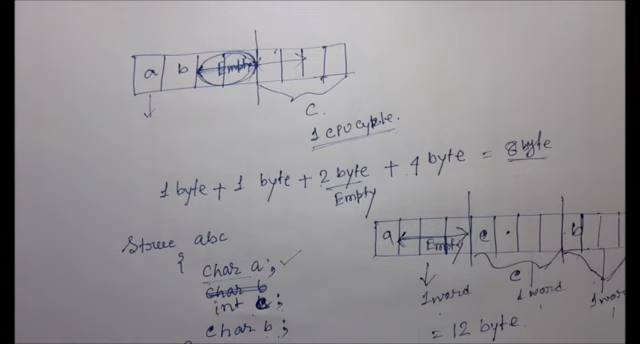 a b Empty
C.
1 CPU Cycle.
1 byte + 1 byte + 2 byte + 4 byte = 8 byte
Empty
Struc abc
{
char a;
char b
int c;
char b;
a Empty c b
c
1 word 1 word 1 word
= 12 byte.